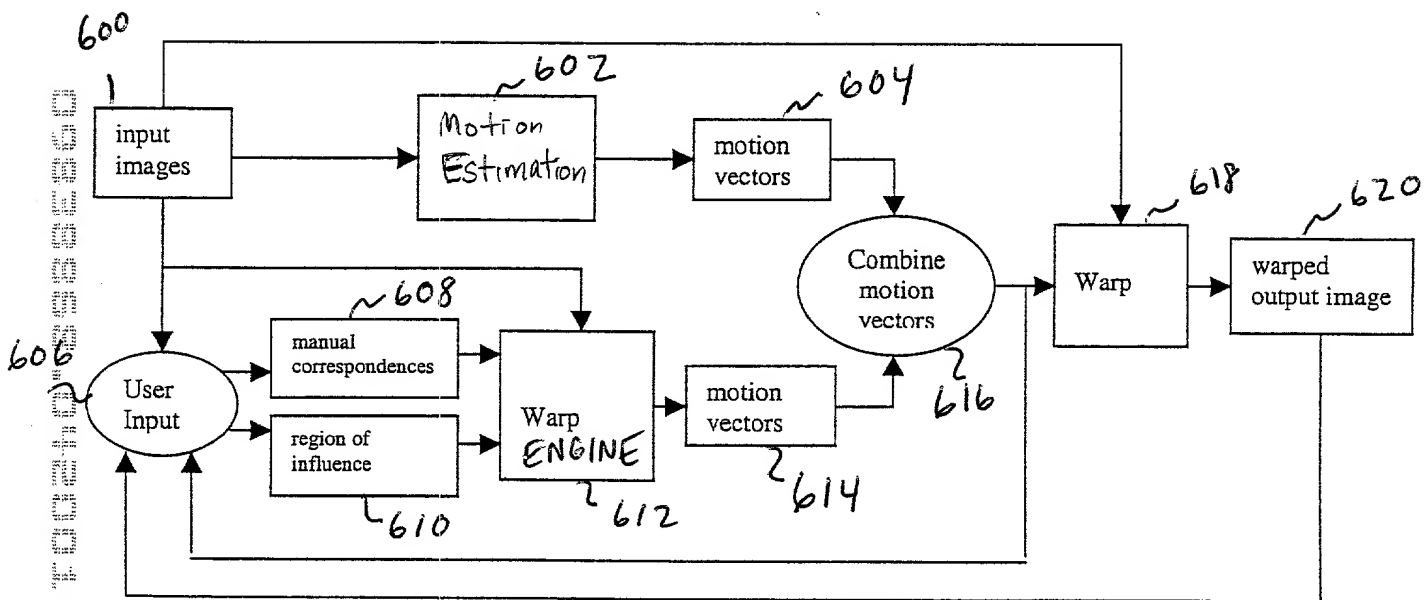 600
602
604
input
images
Motion
Estimation
motion
vectors
618
620
Combine
motion
vectors
Warp
warped
output image
608
manual
correspondences
606
User
Input
616
Warp
ENGINE
motion
vectors
region of
influence
610
612
614